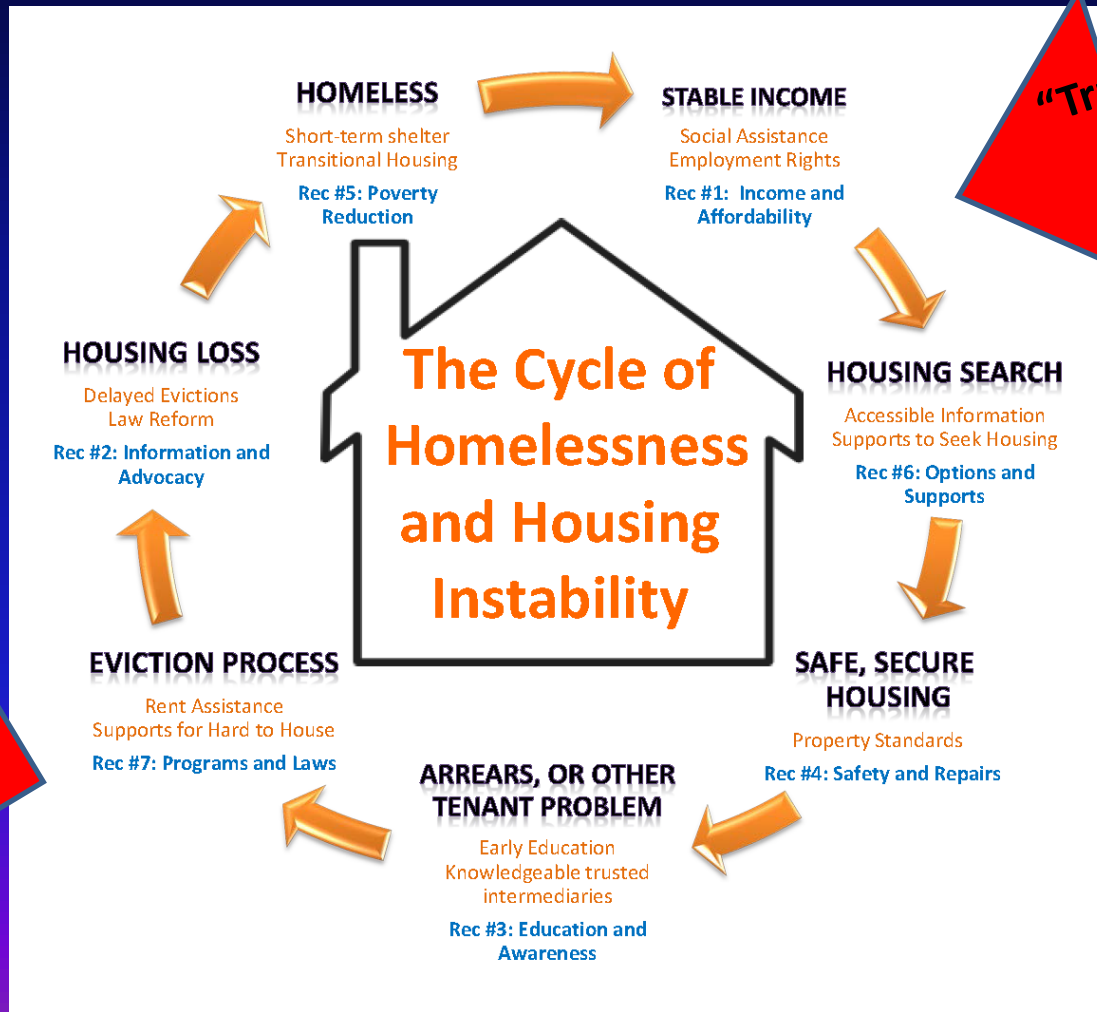 HOMELESS
Short-term shelter
Transitional Housing
Rec #5: Poverty
Reduction
STABLE INCOME
Social Assistance
Employment Rights
Rec #1: Income and
Affordability
HOUSING SEARCH
Accessible Information
Supports to Seek Housing
Rec #6: Options and
Supports
SAFE, SECURE
HOUSING
Property Standards
Rec #4: Safety and Repairs
ARREARS, OR OTHER
TENANT PROBLEM
Early Education
Knowledgeable trusted
intermediaries
Rec #3: Education and
Awareness
EVICTION PROCESS
Rent Assistance
Supports for Hard to House
Rec #7: Programs and Laws
HOUSING LOSS
Delayed Evictions
Law Reform
Rec #2: Information and
Advocacy
The Cycle of
Homelessness
and Housing
Instability